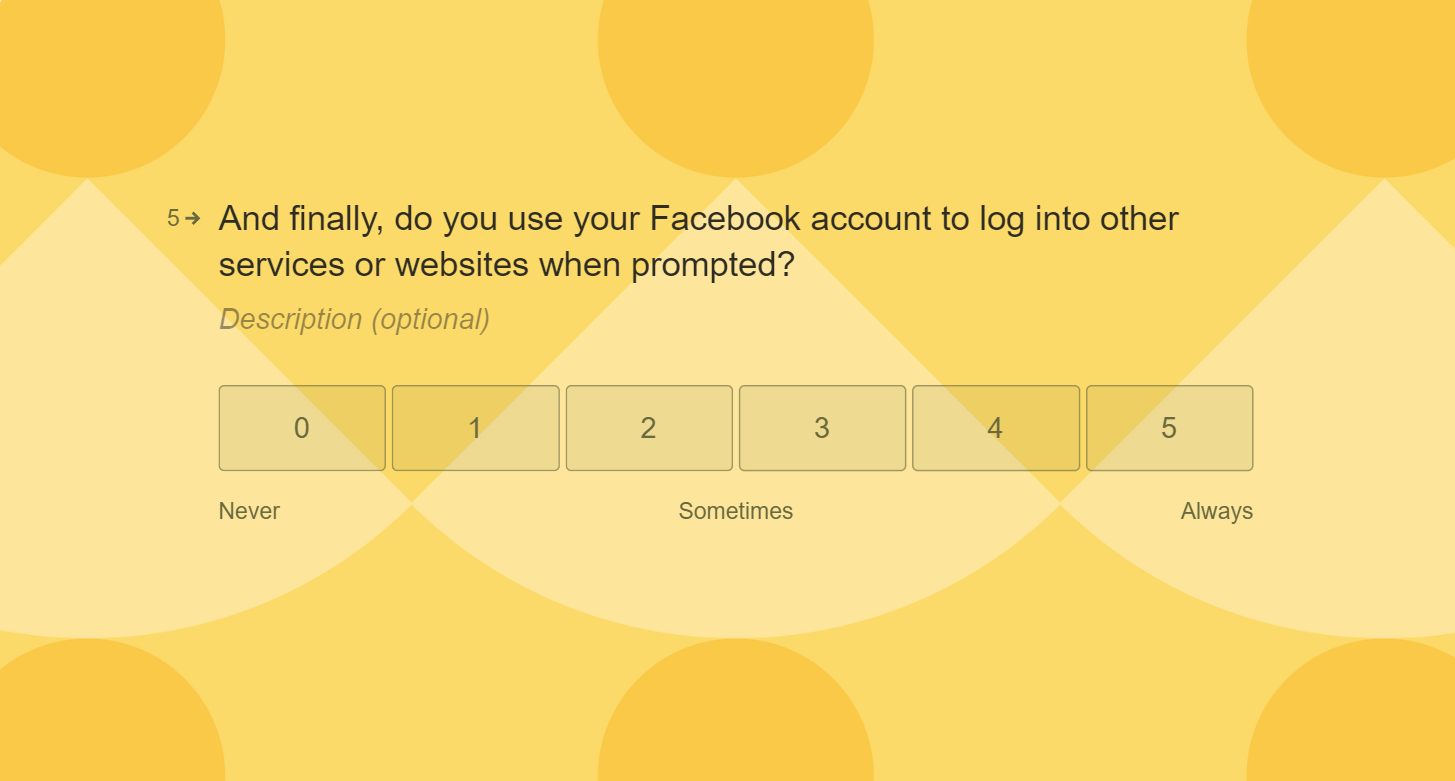 5→ And finally, do you use your Facebook account to log into other
services or websites when prompted?
Description (optional)
0 1 2 3 4 5
Never Sometimes Always